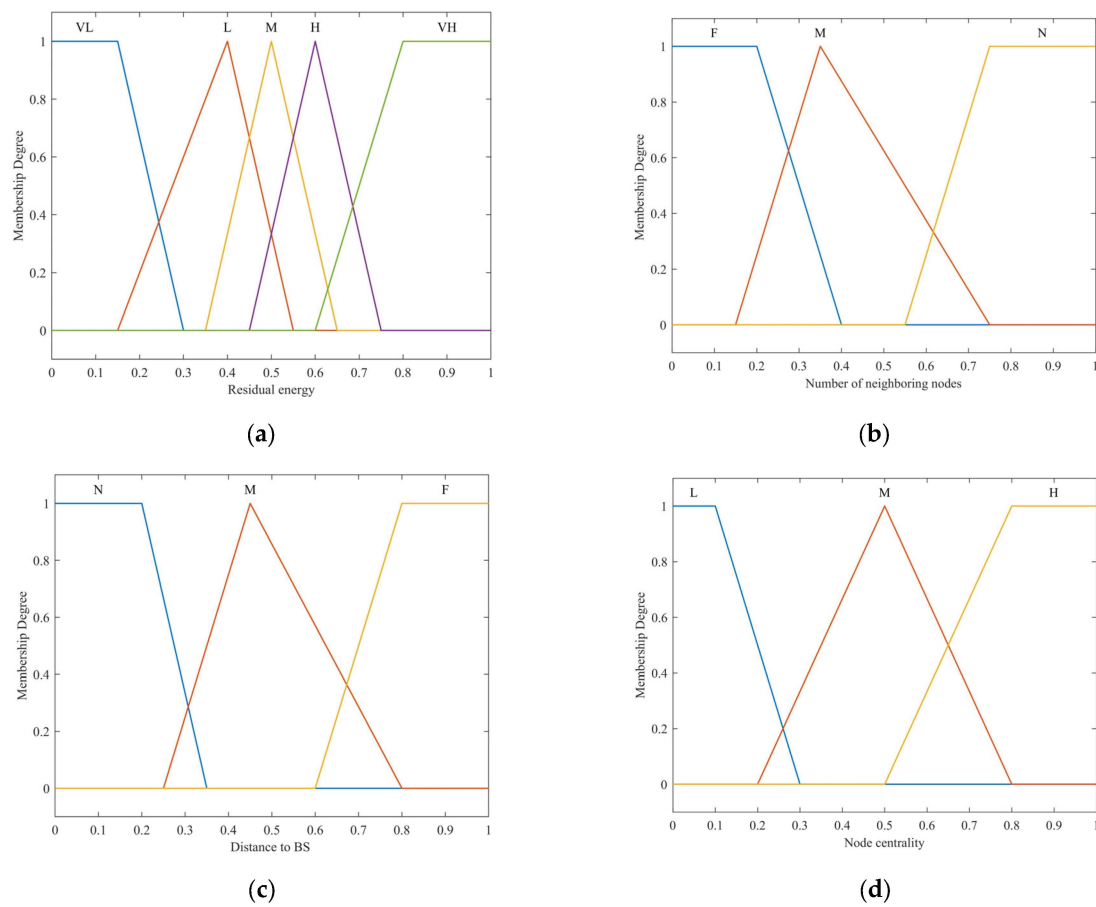 VL L M H VH
1
0.8
0.6
0.4
0.2
0
Membership Degree
0 0.1 0.2 0.3 0.4 0.5 0.6 0.7 0.8 0.9 1
Residual energy
(a)
F M N
1
0.8
0.6
0.4
0.2
0
Membership Degree
0 0.1 0.2 0.3 0.4 0.5 0.6 0.7 0.8 0.9 1
Number of neighboring nodes
(b)
N M F
1
0.8
0.6
0.4
0.2
0
Membership Degree
0 0.1 0.2 0.3 0.4 0.5 0.6 0.7 0.8 0.9 1
Distance to BS
(c)
L M H
1
0.8
0.6
0.4
0.2
0
Membership Degree
0 0.1 0.2 0.3 0.4 0.5 0.6 0.7 0.8 0.9 1
Node centrality
(d)